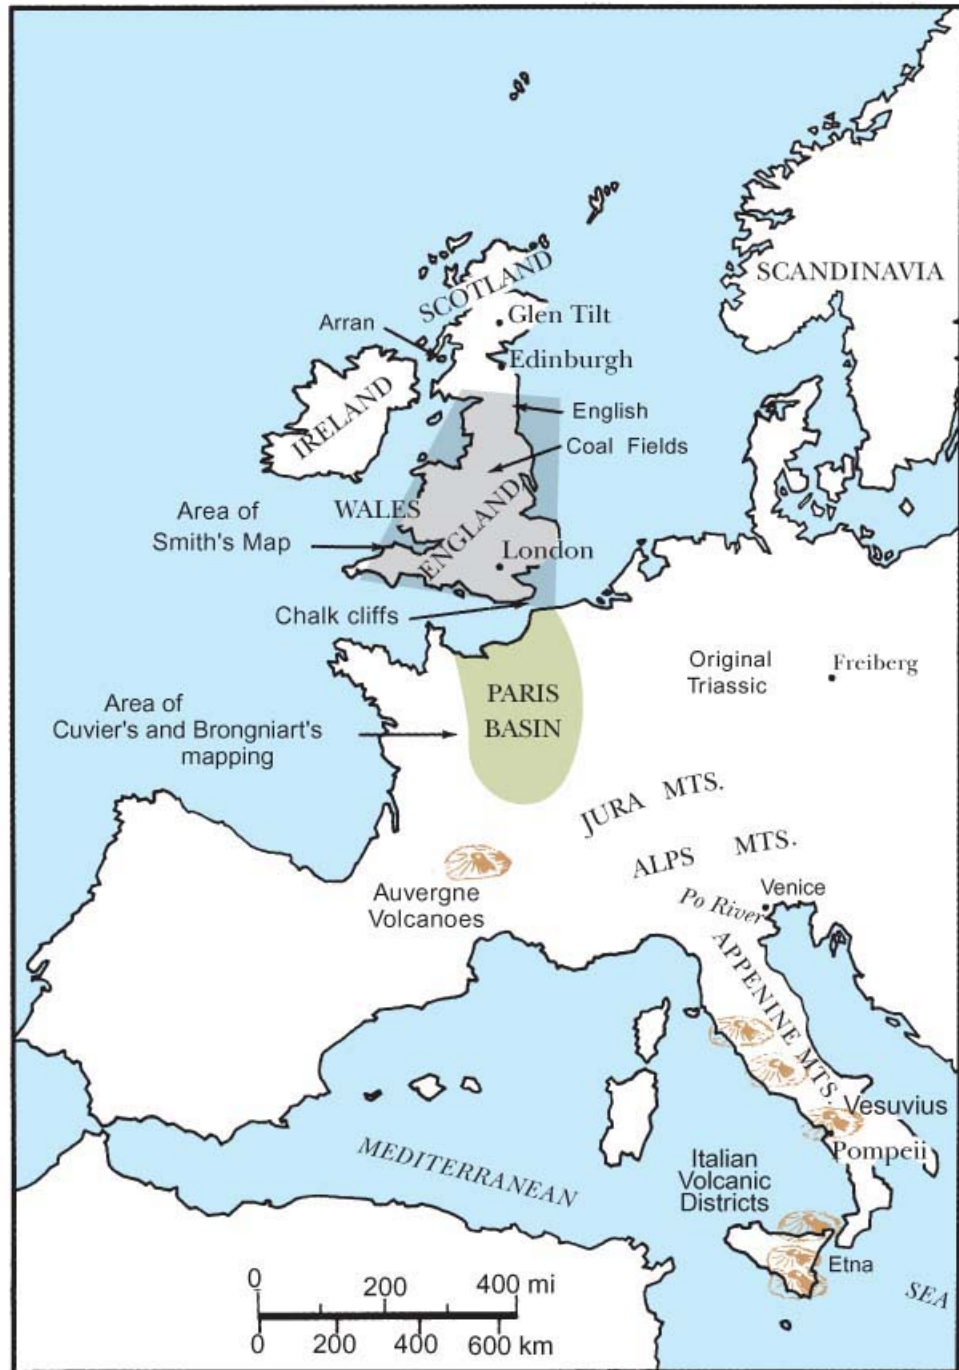 SCANDINAVIA
SCOTLAND
Glen Tilt
Arran
Edinburgh
IRELAND
English
Coal Fields
WALES
ENGLAND
Area of
Smith's Map
London
Chalk cliffs
Original
Triassic
Freiberg
PARIS
BASIN
Area of
Cuvier's and Brongniart's
mapping
JURA MTS.
ALPS MTS.
Auvergne
Volcanoes
Po River
Venice
APPENINE MTS.
Vesuvius
Pompeii
MEDITERRANEAN
Italian
Volcanic
Districts
Etna
SEA
0 200 400 mi
0 200 400 600 km